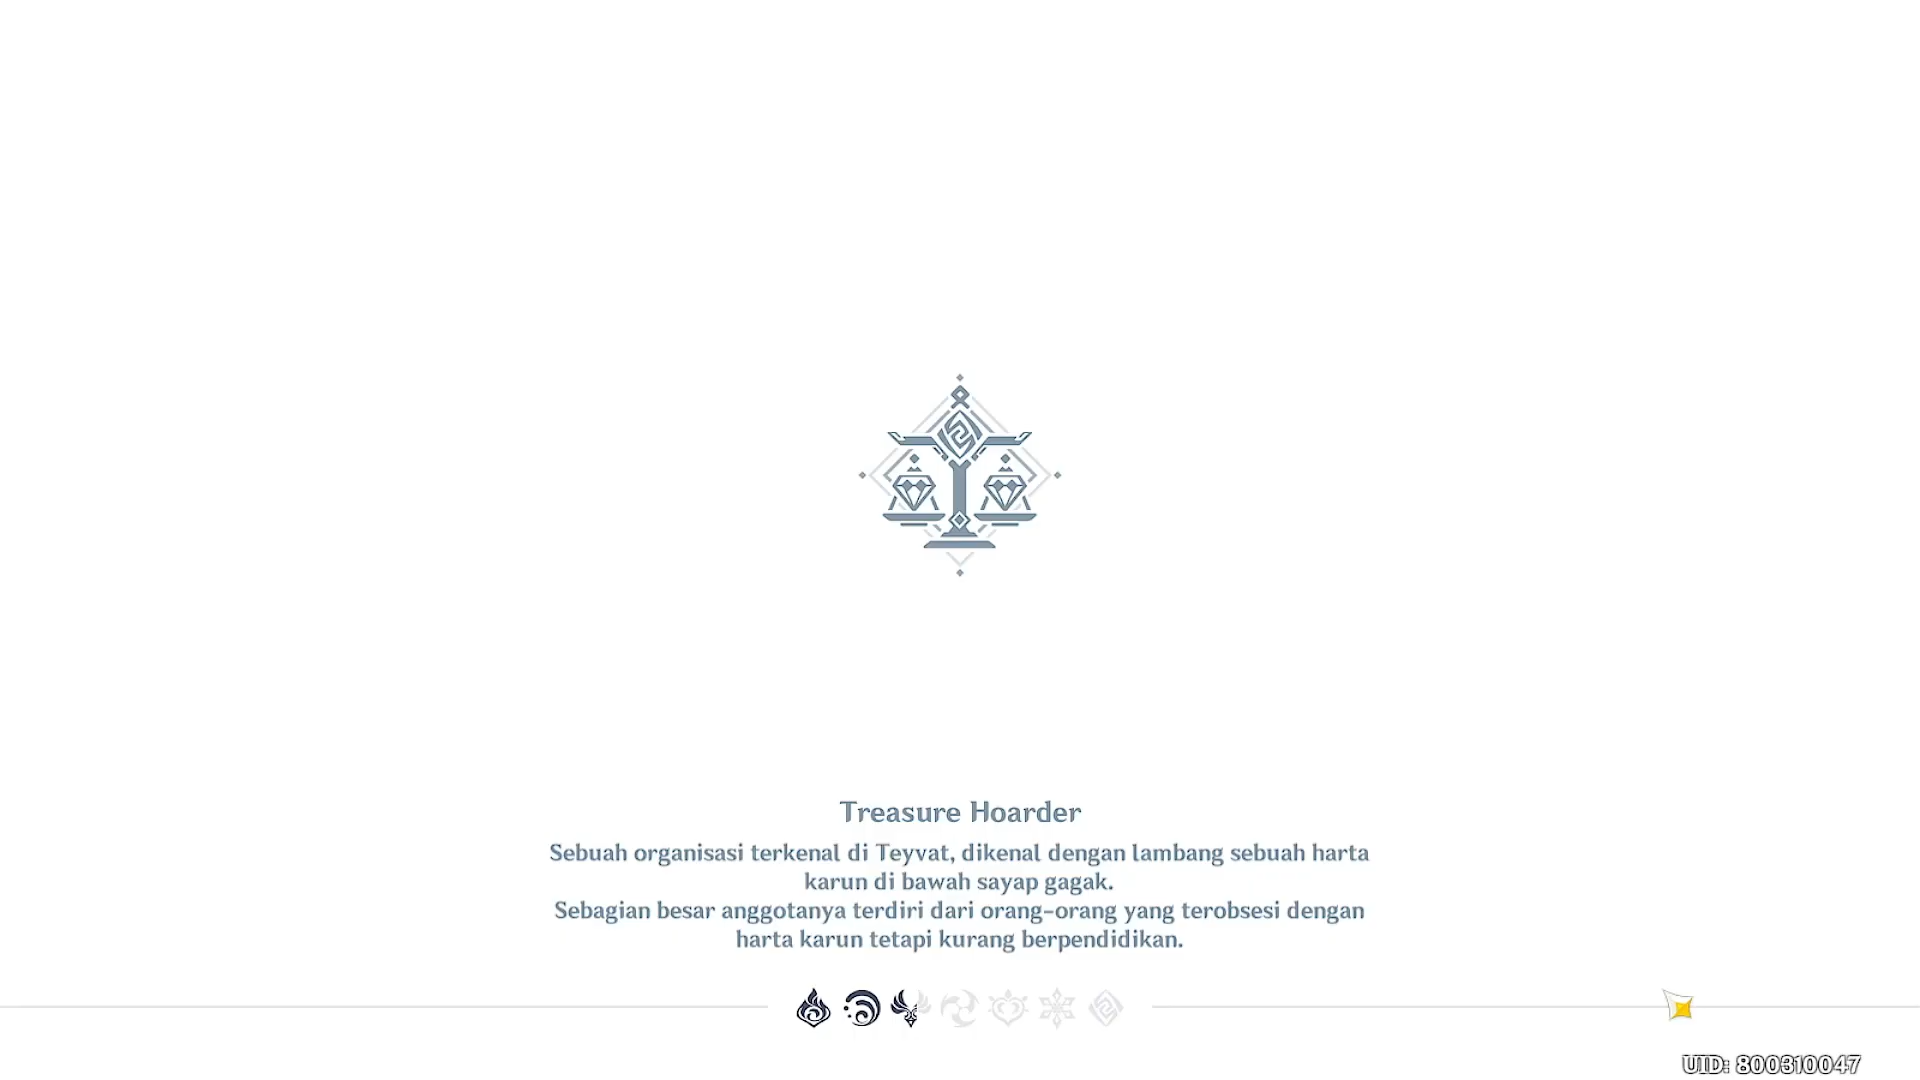 Treasure Hoarder
Sebuah organisasi terkenal di Teyvat, dikenal dengan lambang sebuah harta
karun di bawah sayap gagak.
Sebagian besar anggotanya terdiri dari orang-orang yang terobsesi dengan
harta karun tetapi kurang berpendidikan.
UID: 800310047